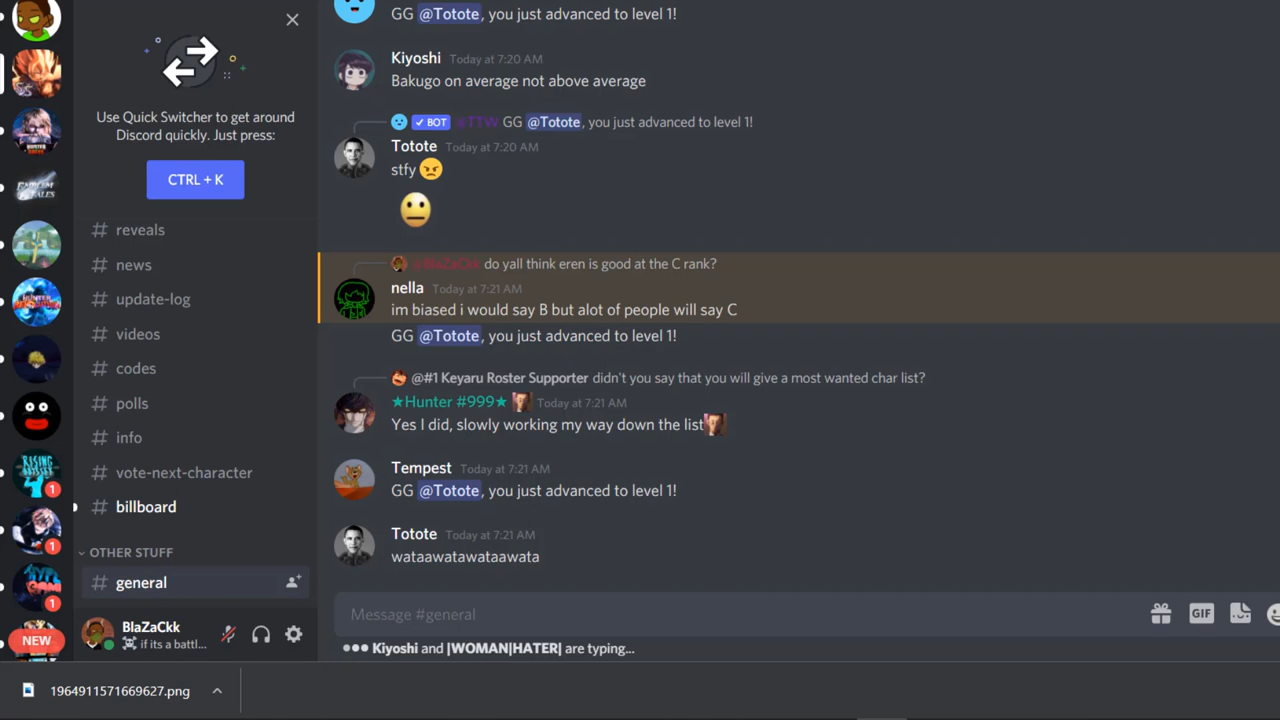 GG @Totote, you just advanced to level 1!
Kiyoshi Today at 7:20 AM
Bakugo on average not above average
BOT @TTW GG @Totote, you just advanced to level 1!
Totote Today at 7:20 AM
stfy
@BlaZaCkk do yall think eren is good at the C rank?
nella Today at 7:21 AM
im biased i would say B but alot of people will say C
GG @Totote, you just advanced to level 1!
@#1 Keyaru Roster Supporter didn't you say that you will give a most wanted char list?
★Hunter #999★ Today at 7:21 AM
Yes I did, slowly working my way down the list
Tempest Today at 7:21 AM
GG @Totote, you just advanced to level 1!
Totote Today at 7:21 AM
wataawatawataawata
Message #general
GIF
Kiyoshi and |WOMAN|HATER| are typing...
Use Quick Switcher to get around
Discord quickly. Just press:
CTRL + K
# reveals
# news
# update-log
# videos
# codes
# polls
# info
# vote-next-character
# billboard
OTHER STUFF
# general
BlaZaCkk
if its a battl...
EMBLEM
TALES
RISING
1
1
1
NEW
1964911571669627.png